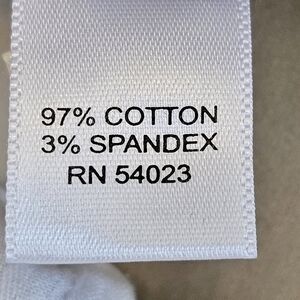 97% COTTON
3% SPANDEX
RN 54023